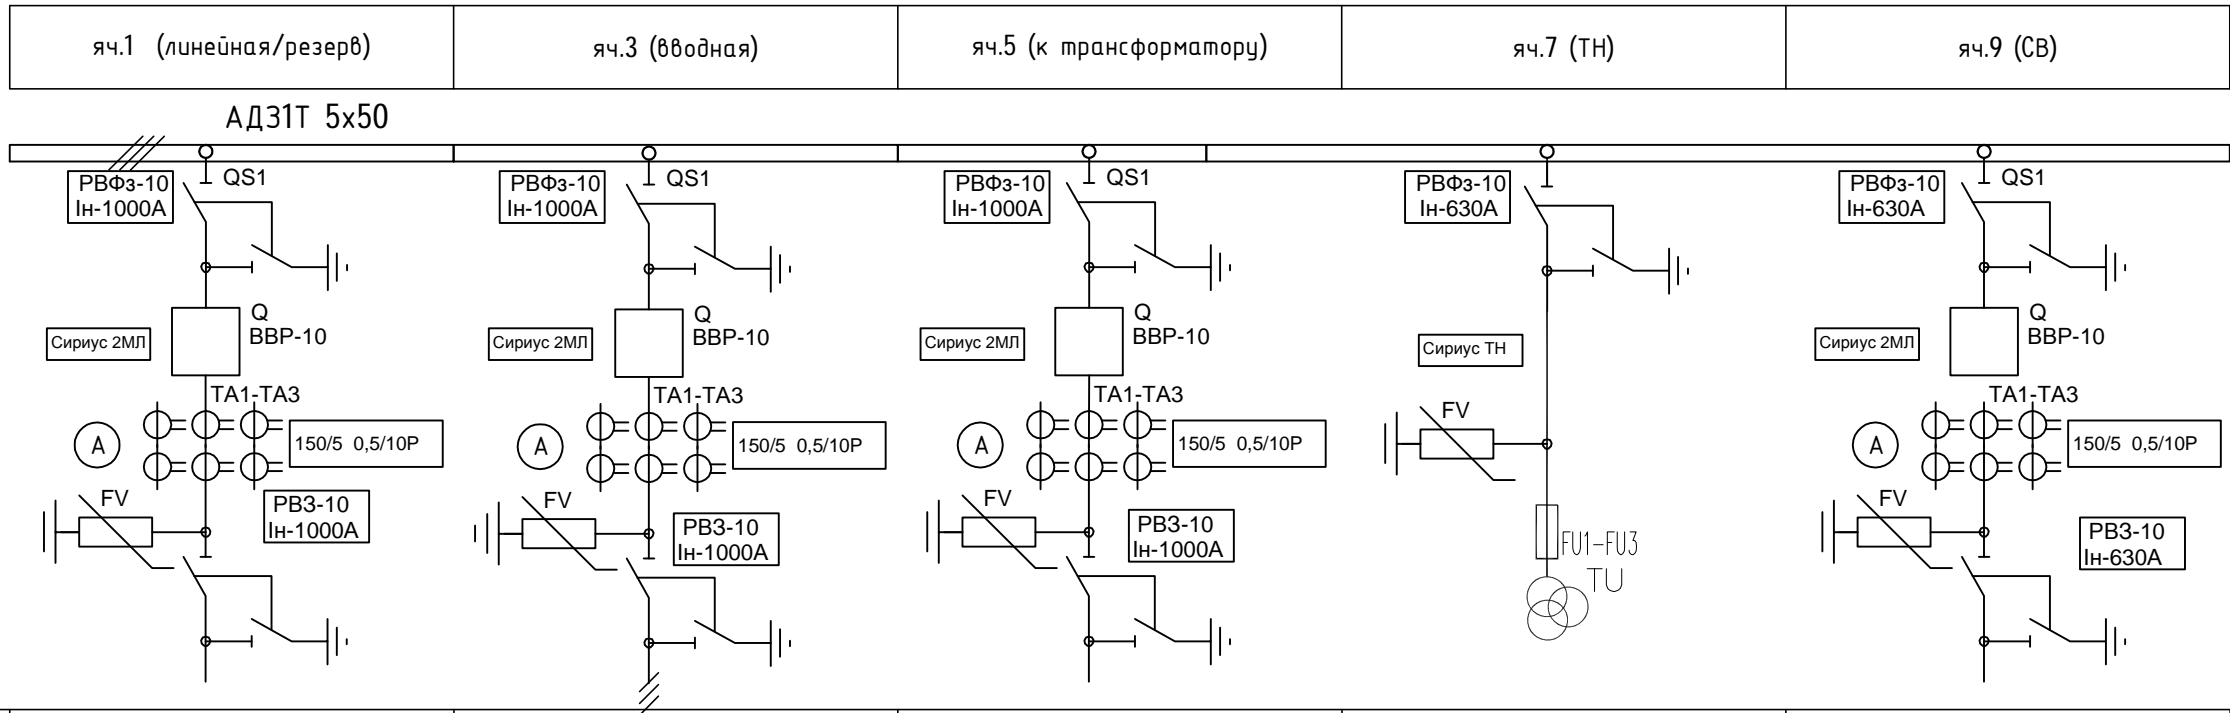 яч.1 (линейная/резерв)
яч.3 (вводная)
яч.5 (к трансформатору)
яч.7 (ТН)
яч.9 (СВ)
АД31Т 5х50
РВФз-10
Iн-1000А
QS1
РВФз-10
Iн-1000А
QS1
РВФз-10
Iн-1000А
QS1
РВФз-10
Iн-630А
РВФз-10
Iн-630А
QS1
Сириус 2МЛ
Q
ВВР-10
Сириус 2МЛ
Q
ВВР-10
Сириус 2МЛ
Q
ВВР-10
Сириус ТН
Сириус 2МЛ
Q
ВВР-10
ТА1-ТА3
А
150/5 0,5/10Р
ТА1-ТА3
А
150/5 0,5/10Р
ТА1-ТА3
А
150/5 0,5/10Р
FV
ТА1-ТА3
А
150/5 0,5/10Р
FV
РВЗ-10
Iн-1000А
FV
РВЗ-10
Iн-1000А
FV
РВЗ-10
Iн-1000А
FU1-FU3
TU
FV
РВЗ-10
Iн-630А